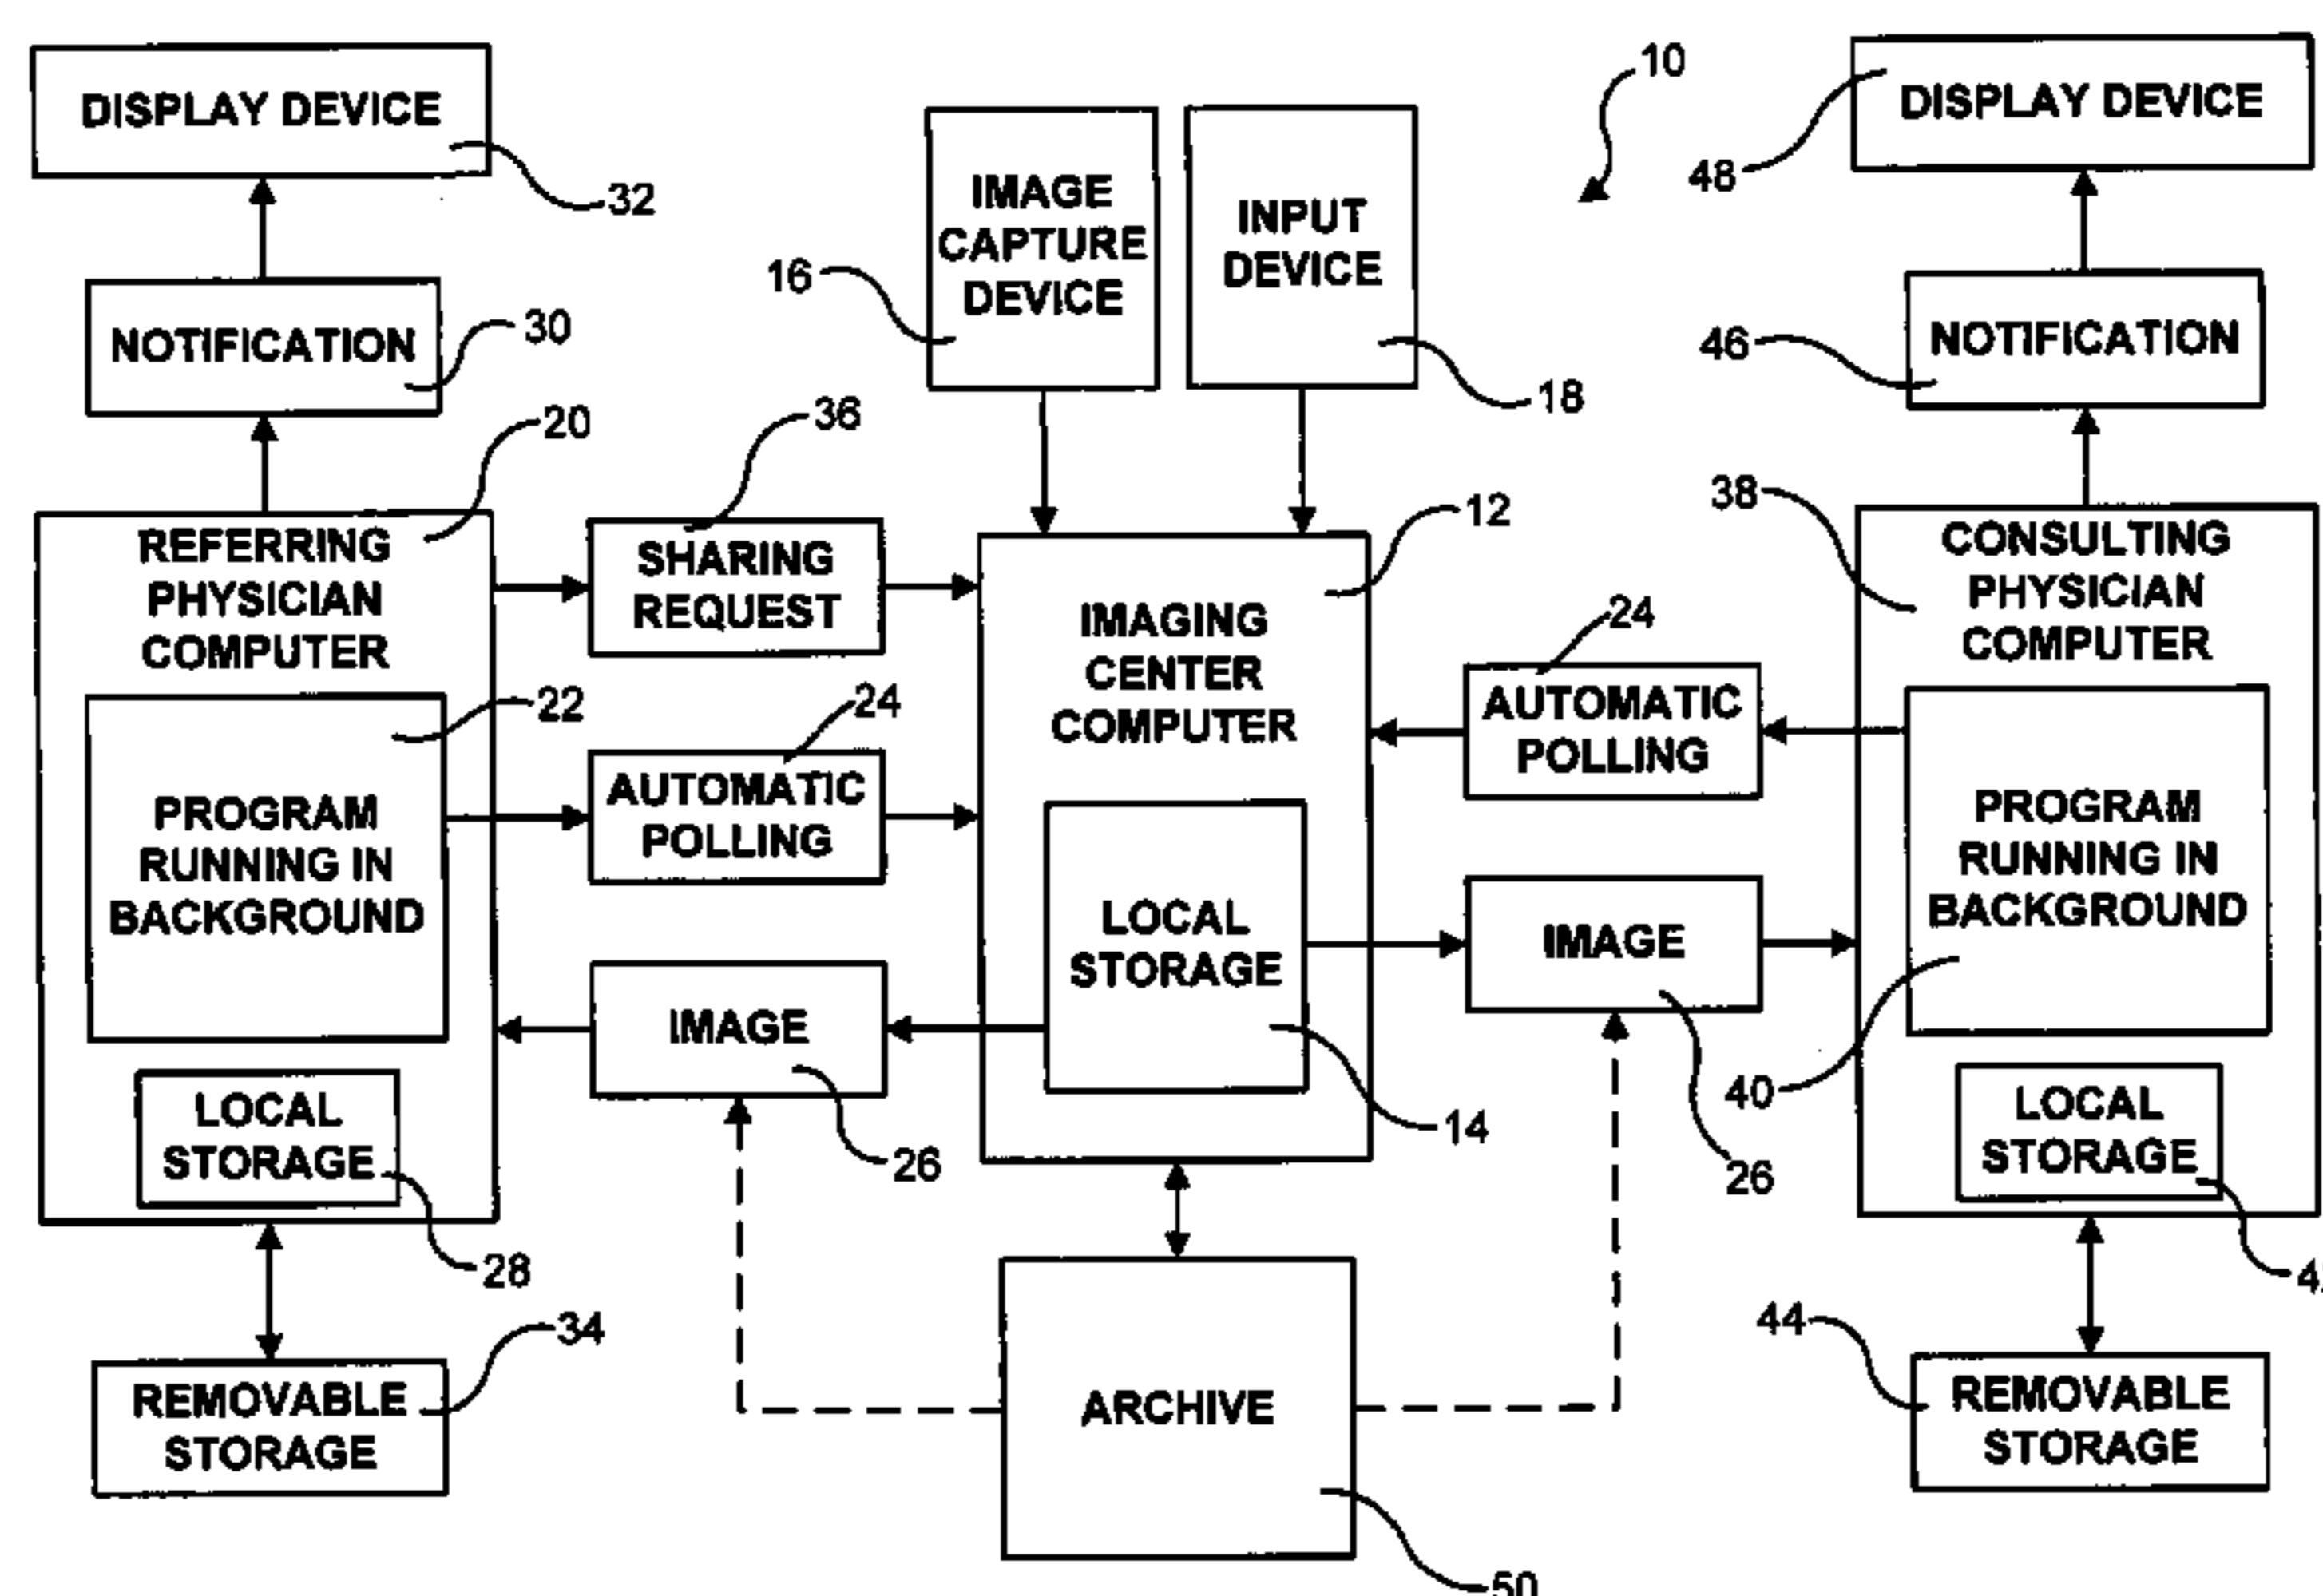 DISPLAY DEVICE
32
NOTIFICATION
30
20
REFERRING
PHYSICIAN
COMPUTER
22
PROGRAM
RUNNING IN
BACKGROUND
LOCAL
STORAGE
28
34
REMOVABLE
STORAGE
36
SHARING
REQUEST
24
AUTOMATIC
POLLING
IMAGE
26
16
IMAGE
CAPTURE
DEVICE
INPUT
DEVICE
18
10
12
IMAGING
CENTER
COMPUTER
LOCAL
STORAGE
14
ARCHIVE
50
24
AUTOMATIC
POLLING
IMAGE
26
48
DISPLAY DEVICE
46
NOTIFICATION
38
CONSULTING
PHYSICIAN
COMPUTER
PROGRAM
RUNNING IN
BACKGROUND
40
LOCAL
STORAGE
44
REMOVABLE
STORAGE